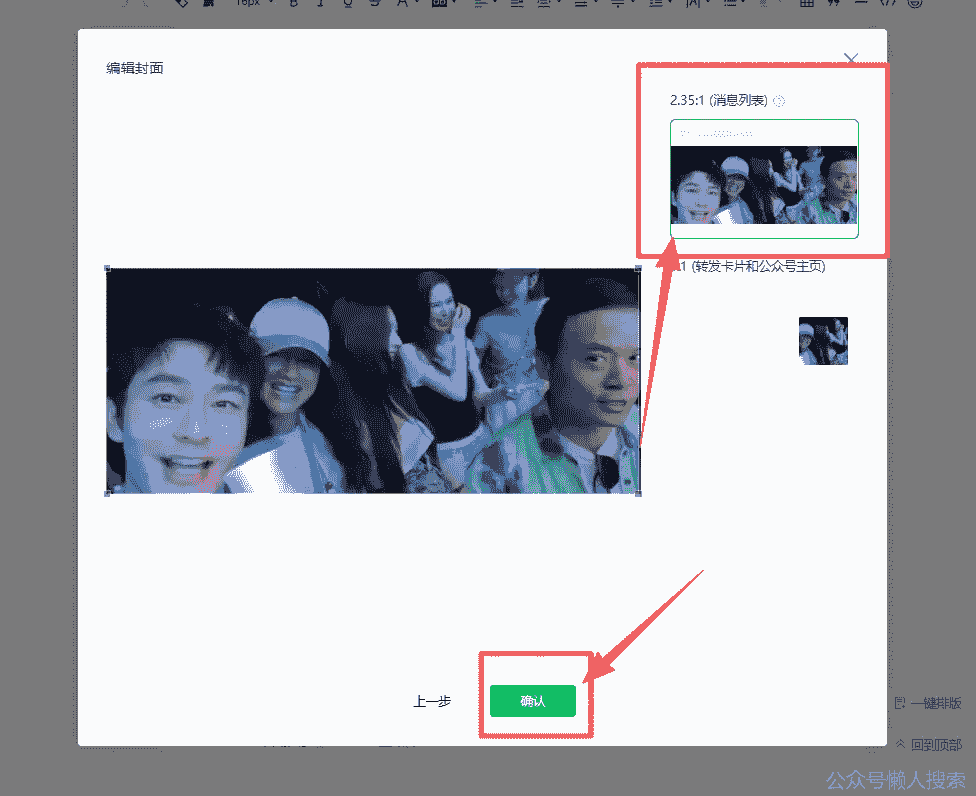 16px
编辑封面
2.35:1 (消息列表)
(转发卡片和公众号主页)
上一步
确认
一键排版
回到顶部
公众号懒人搜索